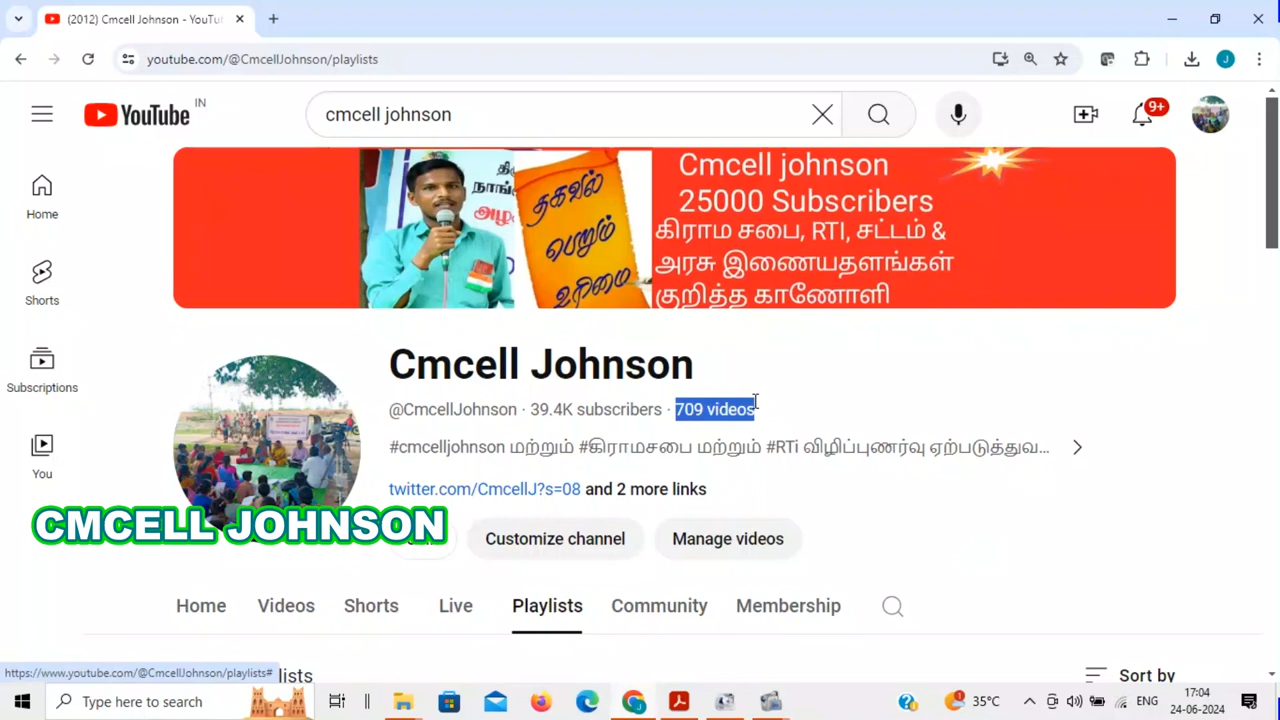 (2012) Cmcell Johnson - YouTu
youtube.com/@CmcellJohnson/playlists
YouTube IN
cmcell johnson
9+
Home
Shorts
Subscriptions
You
நாங்
அழ
தகவல்
பெறும்
உரிமை
Cmcell johnson
25000 Subscribers
கிராம சபை, RTI, சட்டம் &
அரசு இணையதளங்கள்
குறித்த காணோளி
Cmcell Johnson
@CmcellJohnson · 39.4K subscribers · 709 videos
#cmcelljohnson மற்றும் #கிராமசபை மற்றும் #RTi விழிப்புணர்வு ஏற்படுத்துவ...
twitter.com/CmcellJ?s=08 and 2 more links
CMCELL JOHNSON
Customize channel
Manage videos
Home Videos Shorts Live Playlists Community Membership
https://www.youtube.com/@CmcellJohnson/playlists#
lists
Sort by
Type here to search
1
35°C
ENG
17:04
24-06-2024
J
J